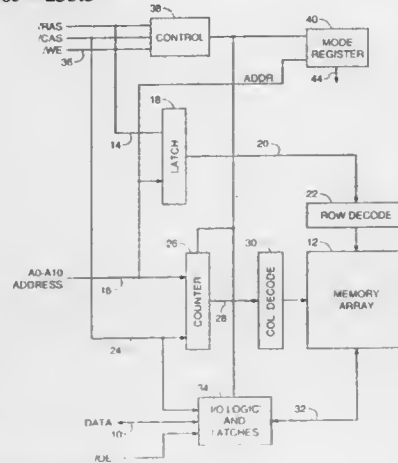 38
40
/RAS
/CAS
/WE
36
CONTROL
MODE
REGISTER
ADDR
44
18
14
LATCH
20
22
ROW DECODE
12
26
30
A0-A10
ADDRESS
16
COUNTER
28
COL DECODE
MEMORY
ARRAY
24
34
DATA
10
I/O LOGIC
AND
LATCHES
32
/OE